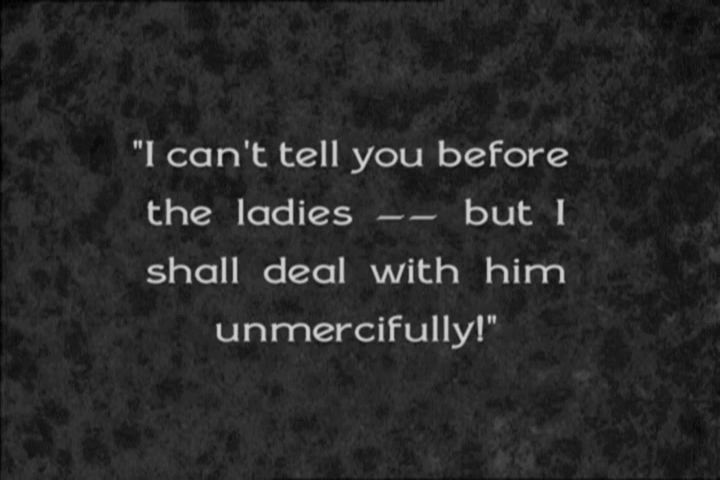 "I can't tell you before
the ladies -- but I
shall deal with him
unmercifully!"